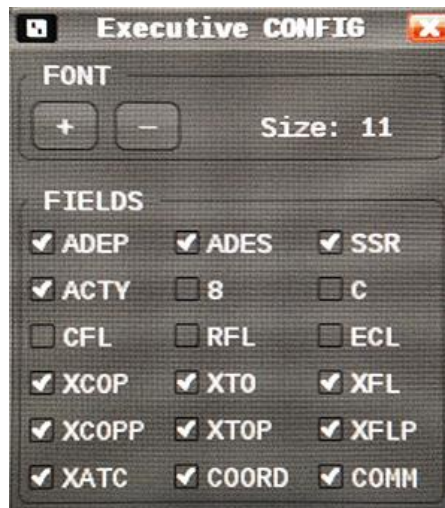 Executive CONFIG
FONT
+ - Size: 11
FIELDS
ADEP ADES SSR
ACTY 8 C
CFL RFL ECL
XCOP XTO XFL
XCOPP XTOP XFLP
XATC COORD COMM